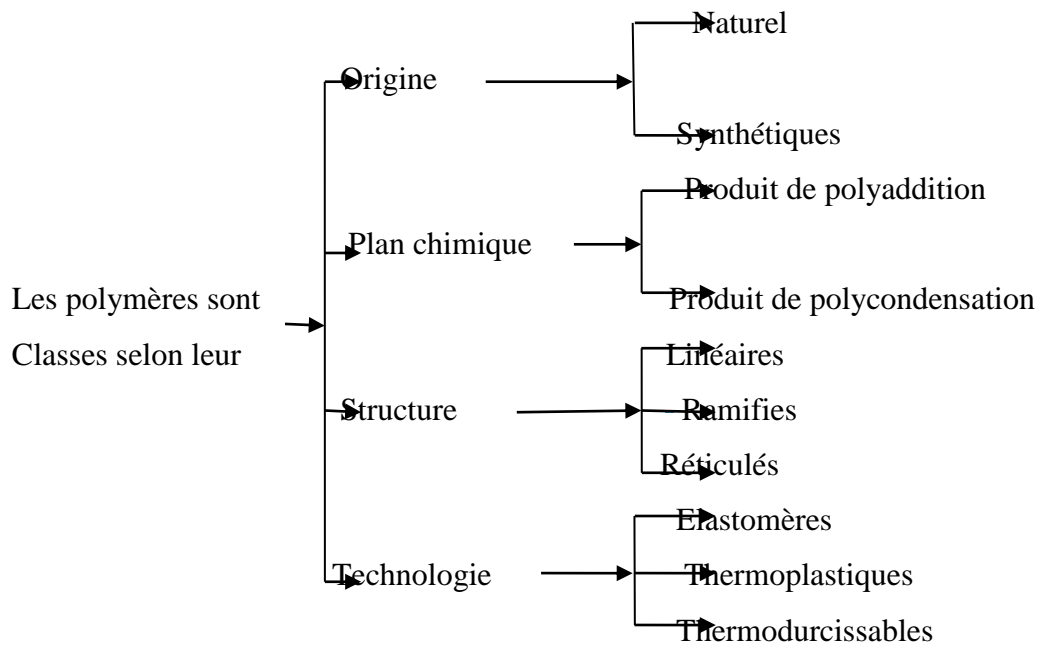 Naturel
Origine
Synthétiques
Produit de polyaddition
Plan chimique
Les polymères sont
Produit de polycondensation
Classes selon leur
Linéaires
Structure
Ramifies
Réticulés
Elastomères
Technologie
Thermoplastiques
Thermodurcissables